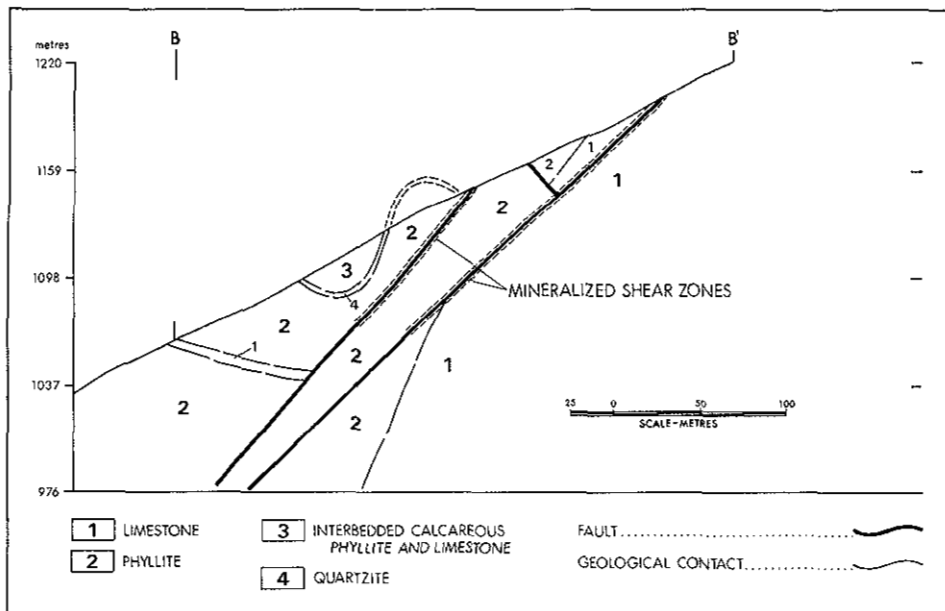 metres
B
B'
1220
1159
1098
1037
976
2
1
1
2
2
3
4
MINERALIZED SHEAR ZONES
2
1
2
1
2
2
25 0 50 100
SCALE-METRES
1 LIMESTONE
2 PHYLLITE
3 INTERBEDDED CALCAREOUS
PHYLLITE AND LIMESTONE
4 QUARTZITE
FAULT
GEOLOGICAL CONTACT